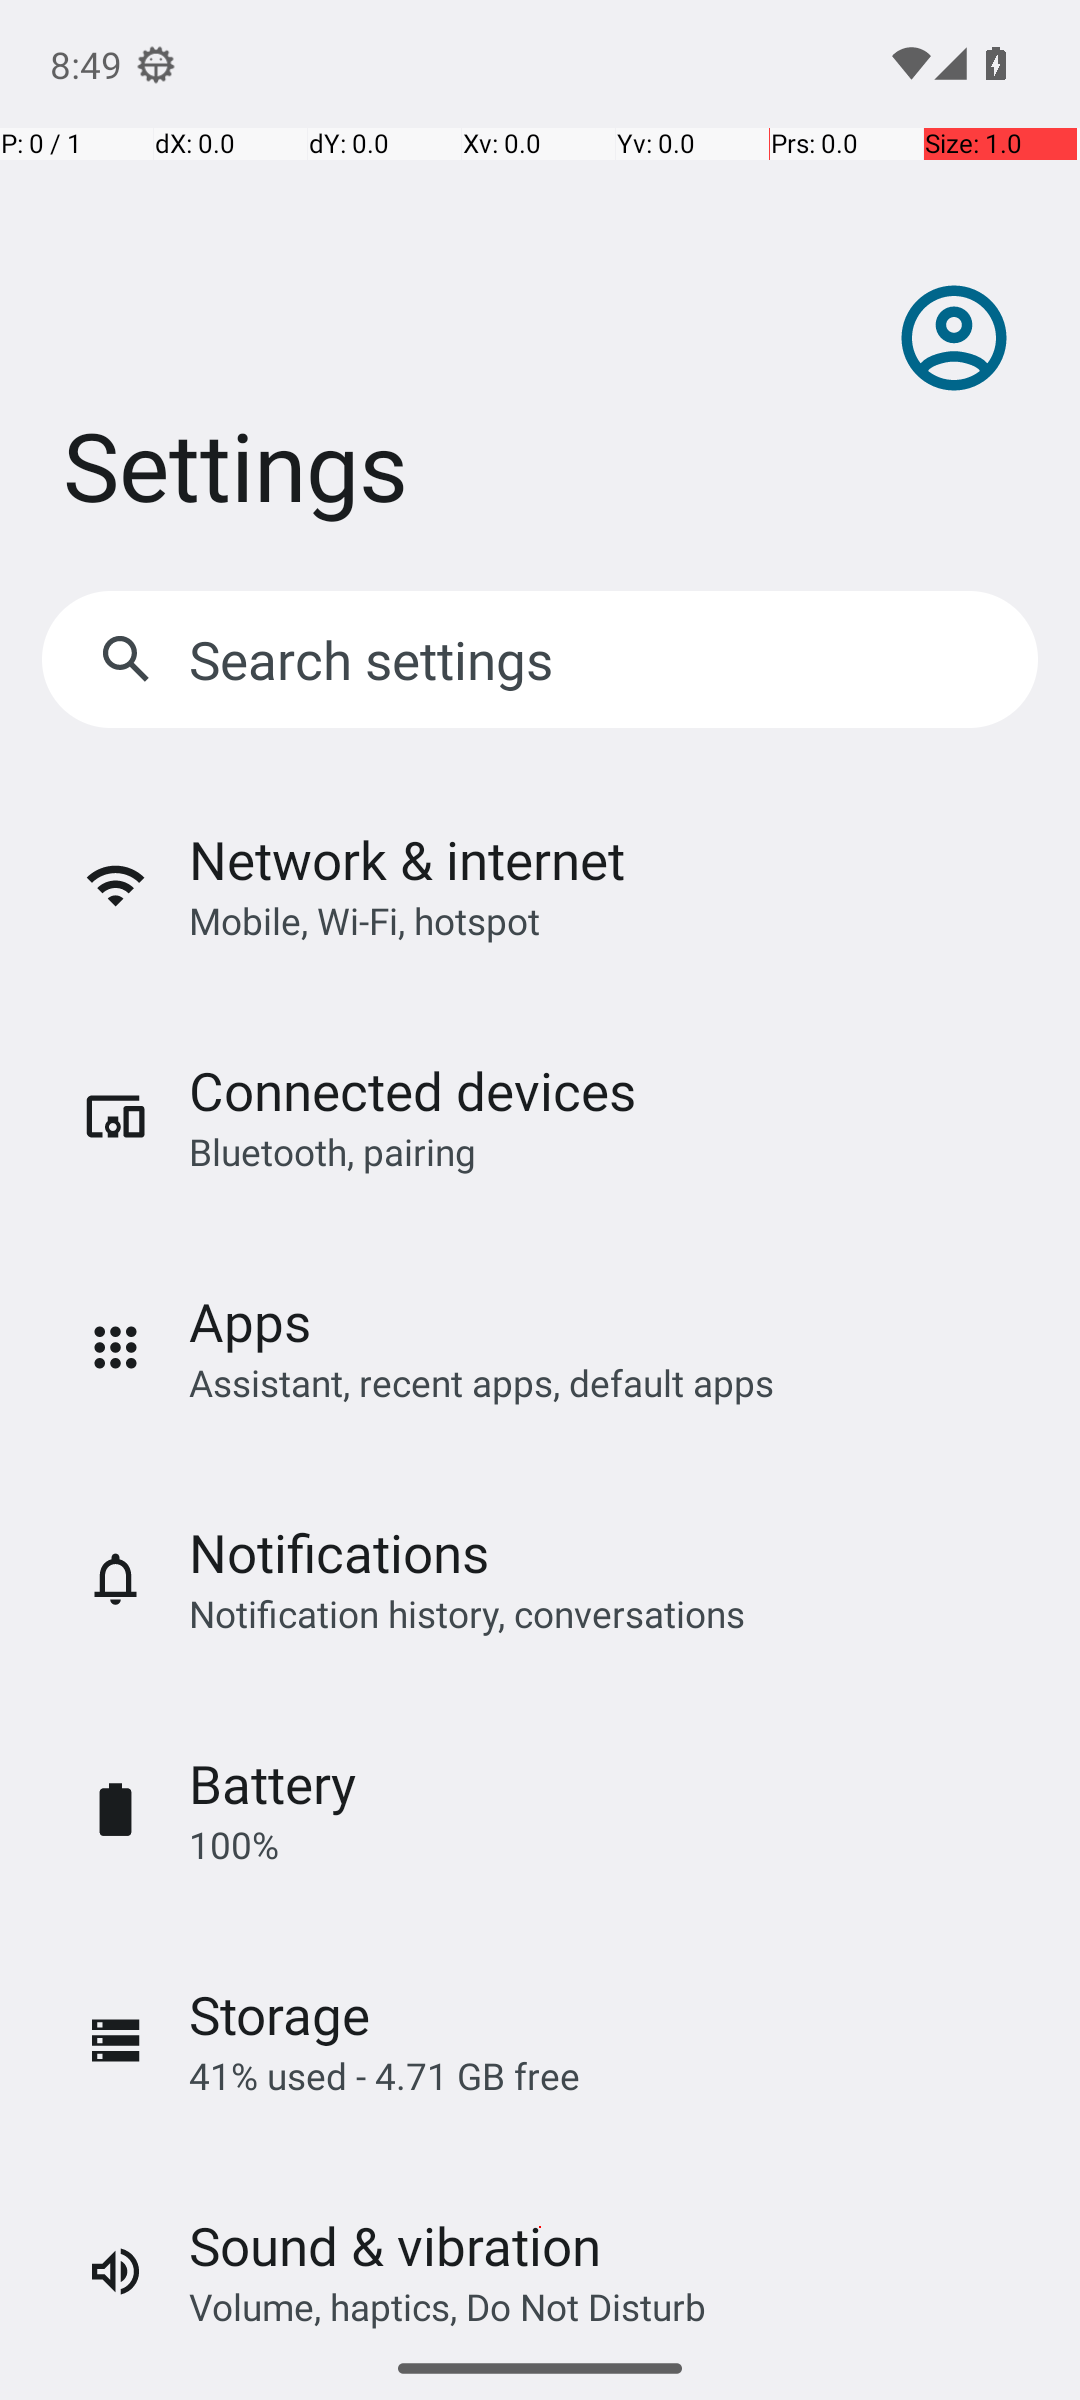 8:49
P: 0 / 1 dX: 0.0 dY: 0.0 Xv: 0.0 Yv: 0.0 Prs: 0.0 Size: 1.0
Settings
Search settings
Network & internet
Mobile, Wi-Fi, hotspot
Connected devices
Bluetooth, pairing
Apps
Assistant, recent apps, default apps
Notifications
Notification history, conversations
Battery
100%
Storage
41% used - 4.71 GB free
Sound & vibration
Volume, haptics, Do Not Disturb